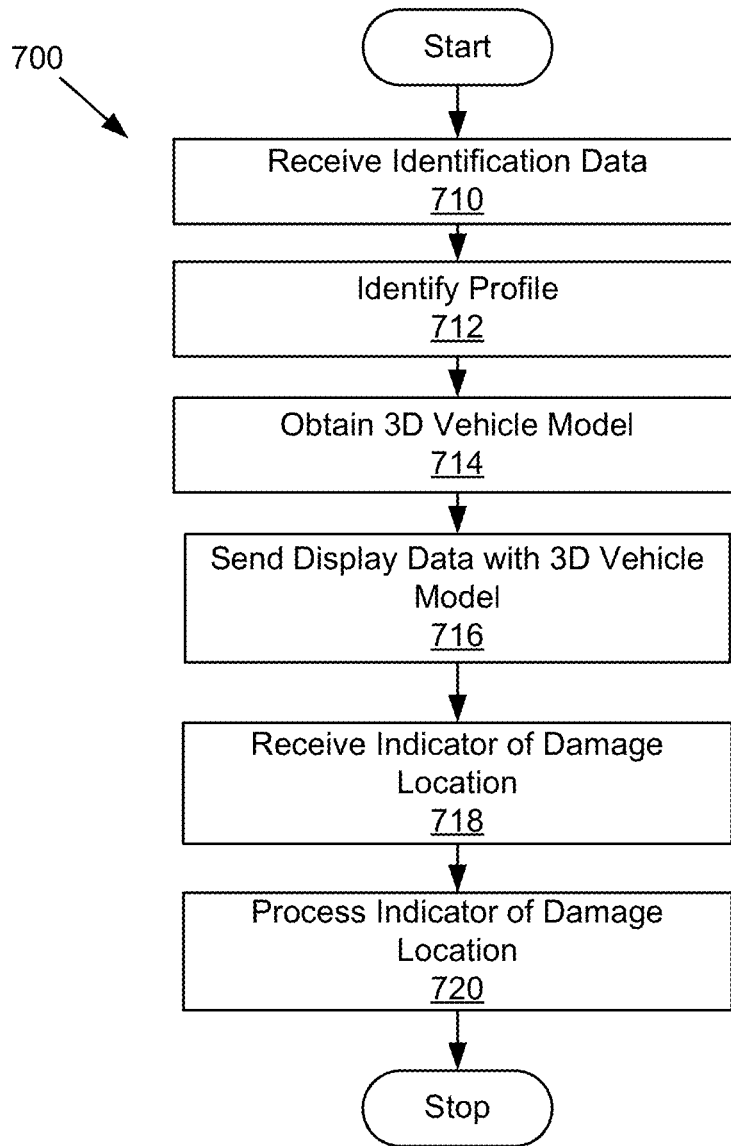 700
Start
Receive Identification Data
710
Identify Profile
712
Obtain 3D Vehicle Model
714
Send Display Data with 3D Vehicle
Model
716
Receive Indicator of Damage
Location
718
Process Indicator of Damage
Location
720
Stop